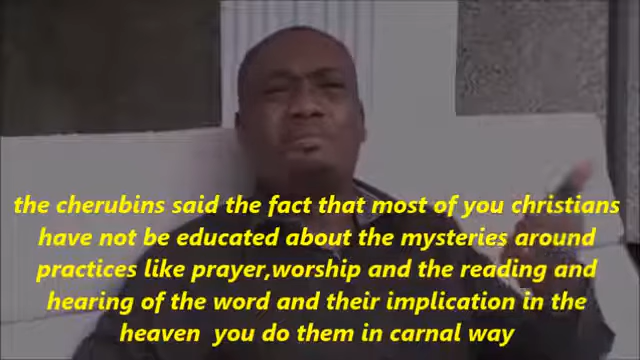 the cherubins said the fact that most of you christians
have not be educated about the mysteries around
practices like prayer,worship and the reading and
hearing of the word and their implication in the
heaven  you do them in carnal way